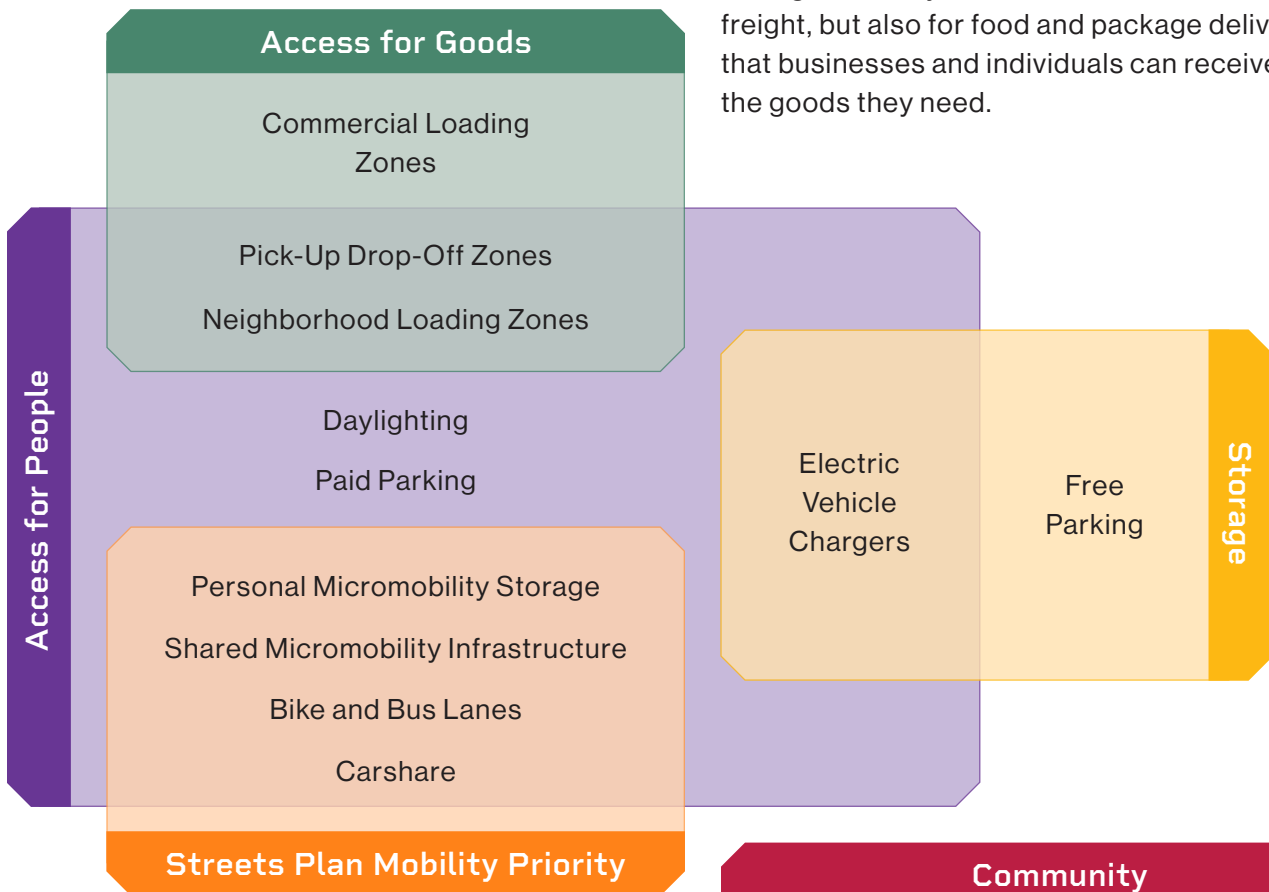 freight, but also for food and package
that businesses and individuals can receive
the goods they need.
Access for Goods
Commercial Loading
Zones
Pick-Up Drop-Off Zones
Neighborhood Loading Zones
Access for People
Daylighting
Paid Parking
Electric
Vehicle
Chargers
Free
Parking
Storage
Personal Micromobility Storage
Shared Micromobility Infrastructure
Bike and Bus Lanes
Carshare
Streets Plan Mobility Priority
Community